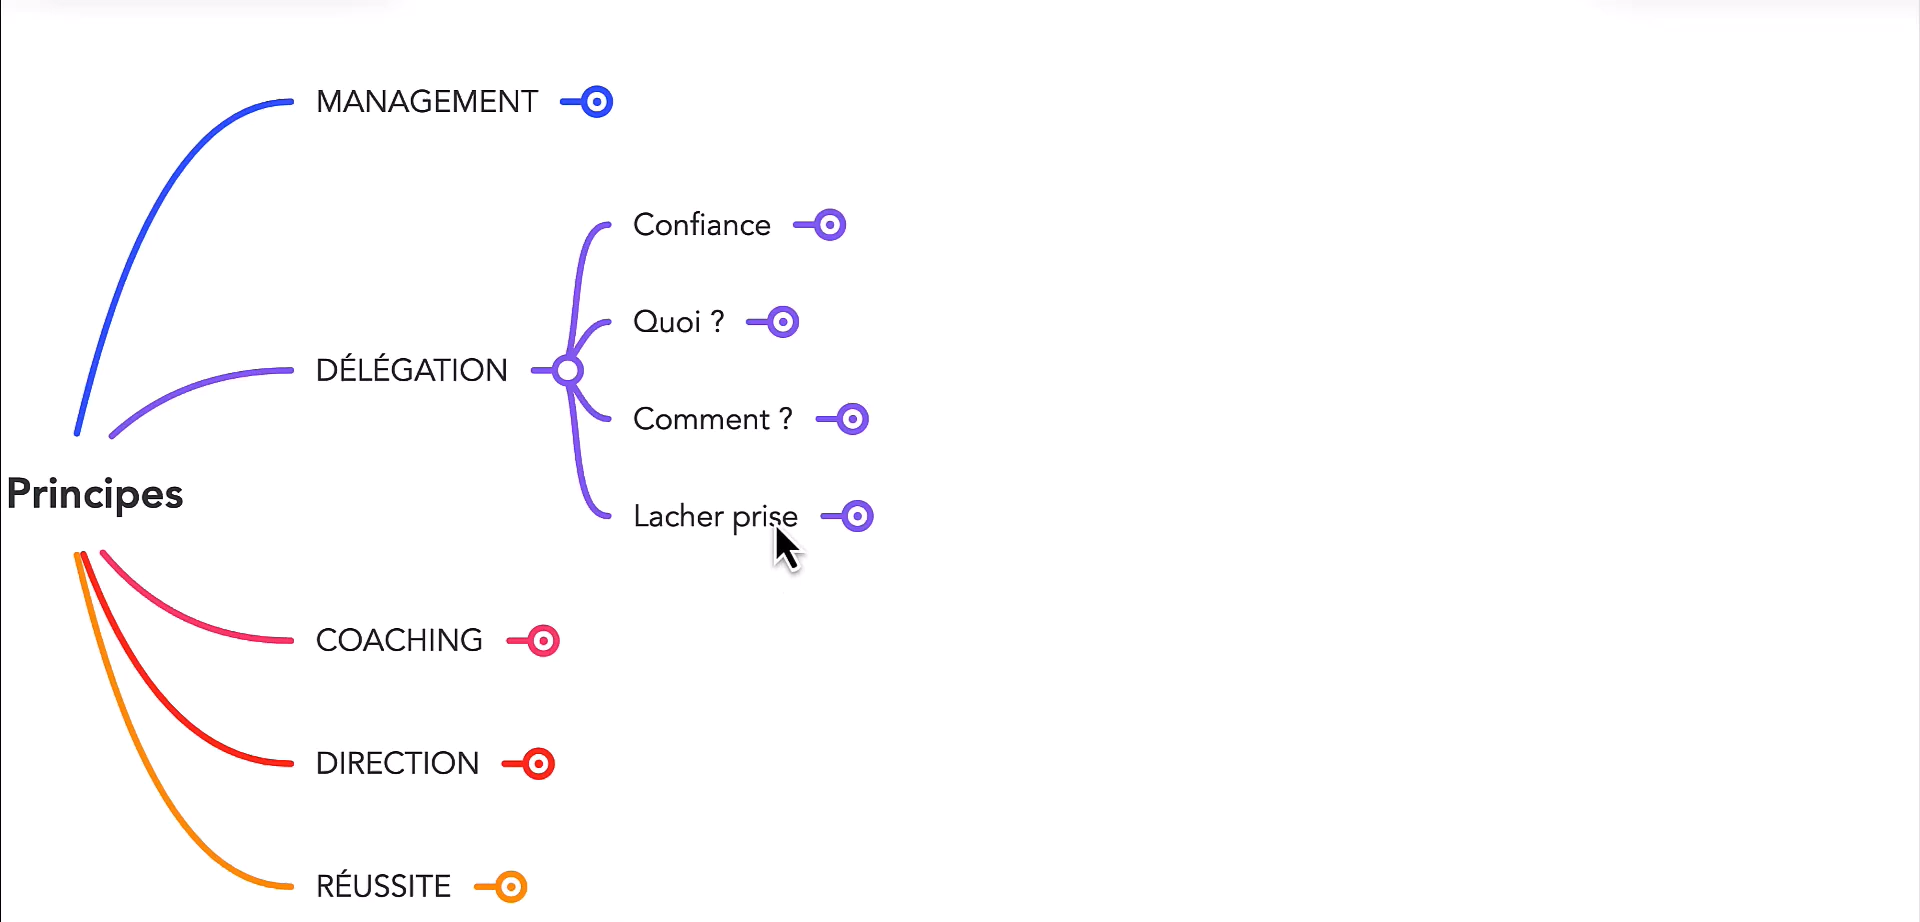 MANAGEMENT
Confiance
Quoi ?
DÉLÉGATION
Comment ?
Principes
Lacher prise
COACHING
DIRECTION
RÉUSSITE